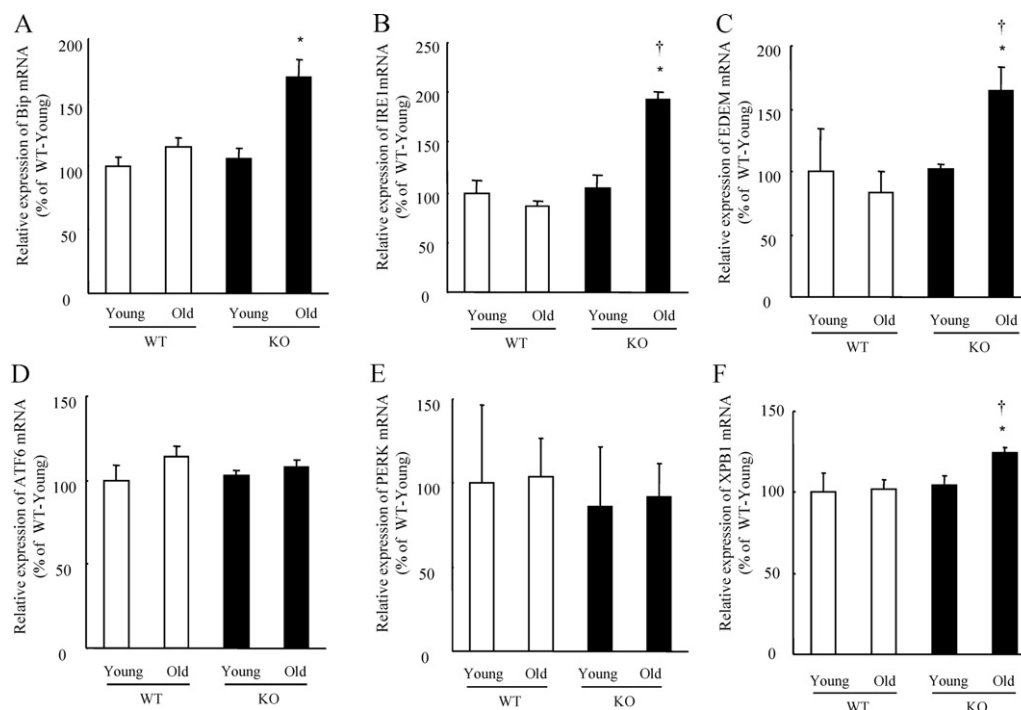 A
Relative expression of Bip mRNA
(% of WT-Young)
200
150
100
50
0
*
Young Old Young Old
WT KO
B
Relative expression of IRE1mRNA
(% of WT-Young)
250
200
150
100
50
0
†
*
Young Old Young Old
WT KO
C
Relative expression of EDEM mRNA
(% of WT-Young)
200
150
100
50
0
†
*
Young Old Young Old
WT KO
D
Relative expression of ATF6 mRNA
(% of WT-Young)
150
100
50
0
Young Old Young Old
WT KO
E
Relative expression of PERK mRNA
(% of WT-Young)
150
100
50
0
Young Old Young Old
WT KO
F
Relative expression of XPB1 mRNA
(% of WT-Young)
150
100
50
0
†
*
Young Old Young Old
WT KO